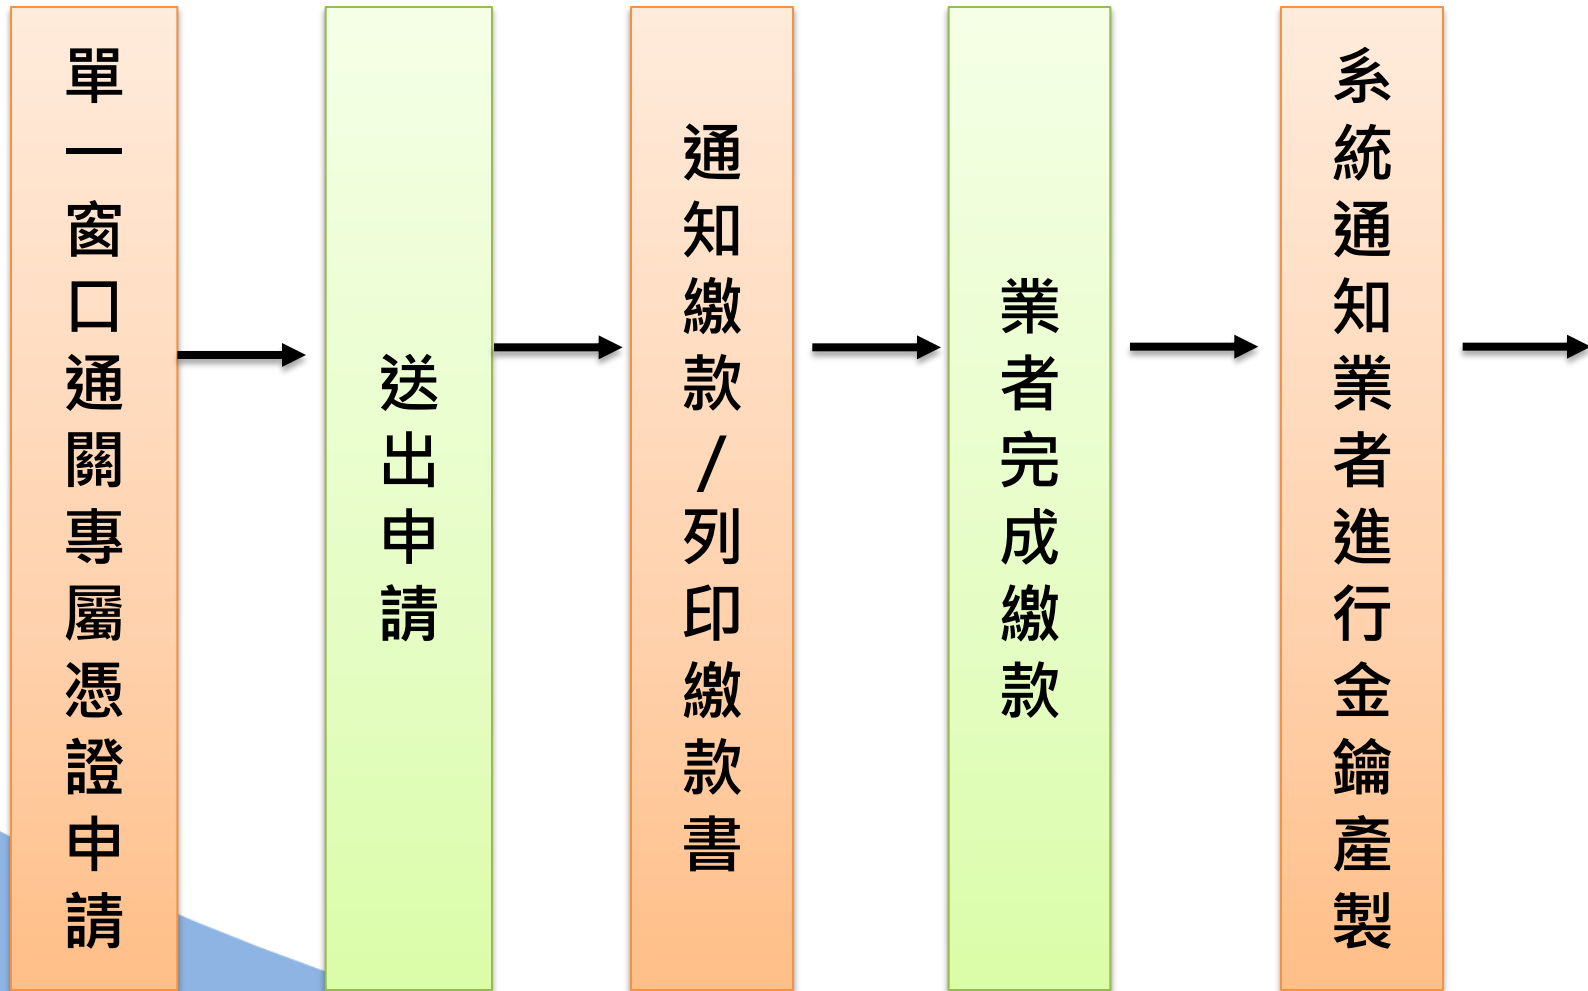 單一窗口通關專屬憑證申請
送出申請
通知繳款/列印繳款書
業者完成繳款
系統通知業者進行金鑰產製